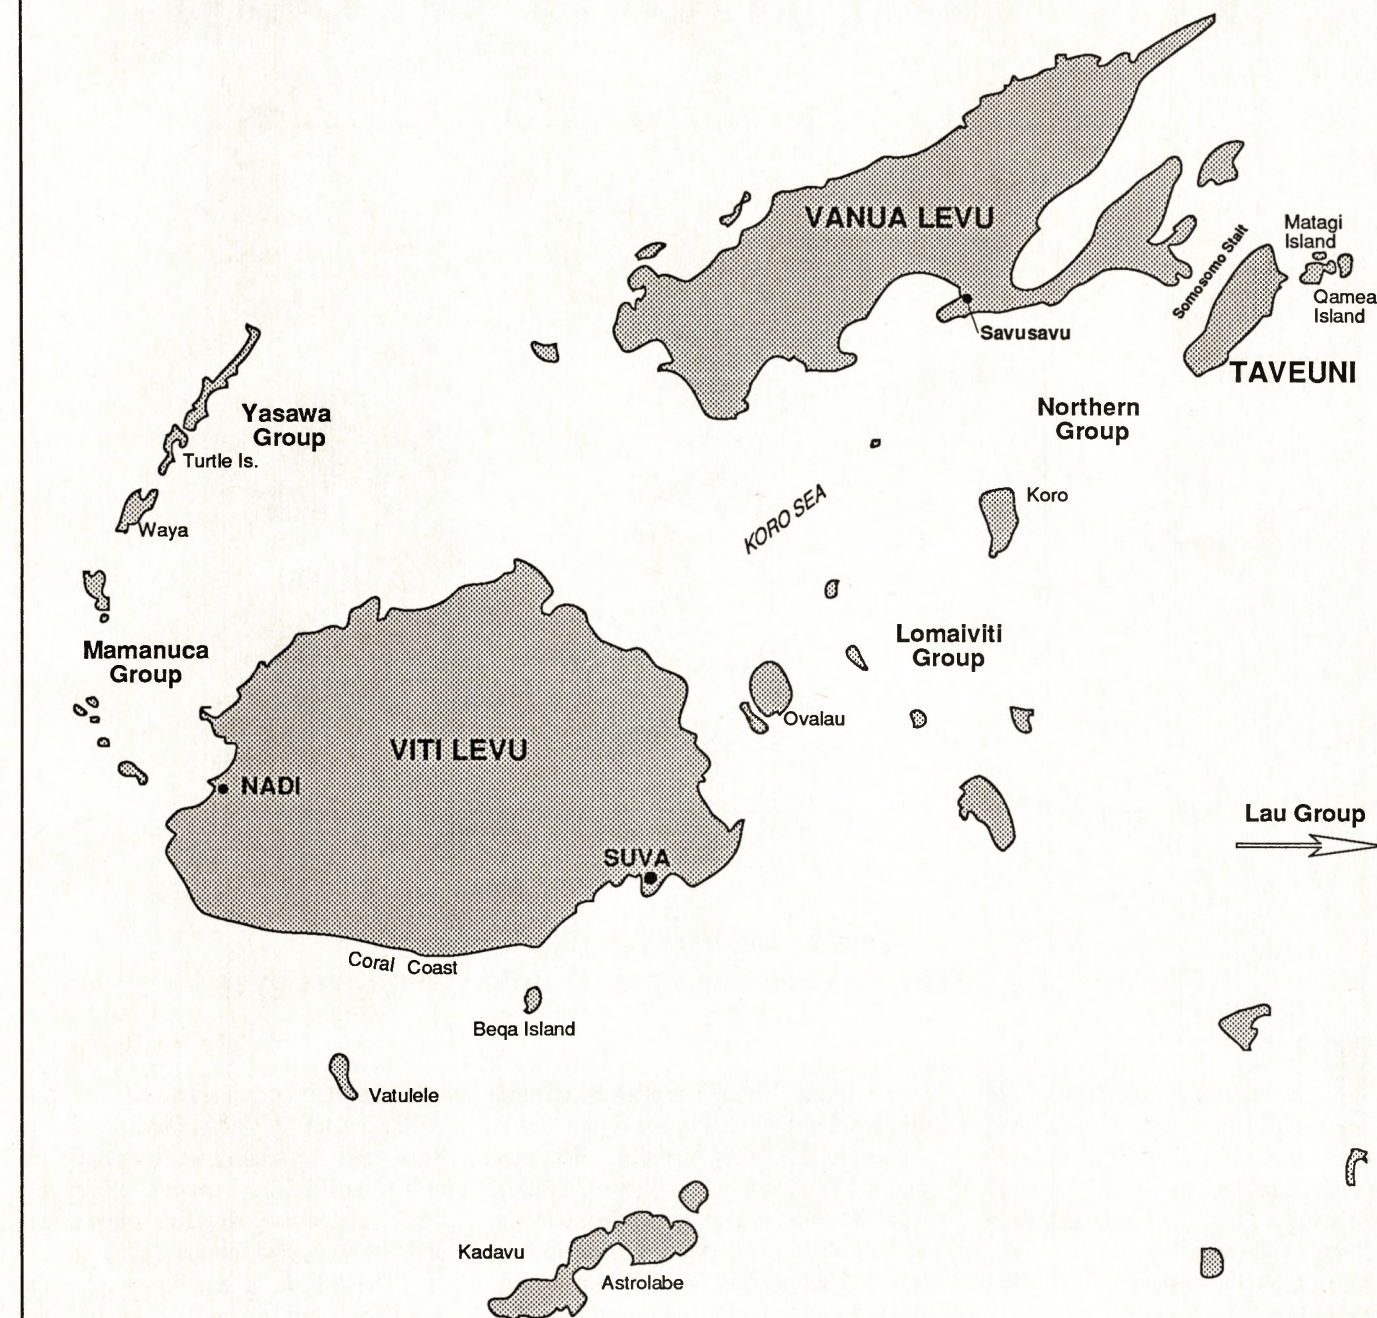 VANUA LEVU
Matagi
Island
Somosomo Stait
Qamea
Island
Savusavu
TAVEUNI
Yasawa
Group
Northern
Group
Turtle Is.
KORO SEA
Koro
Waya
Mamanuca
Group
Lomaiviti
Group
Ovalau
VITI LEVU
NADI
Lau Group
SUVA
Coral Coast
Beqa Island
Vatulele
Kadavu
Astrolabe